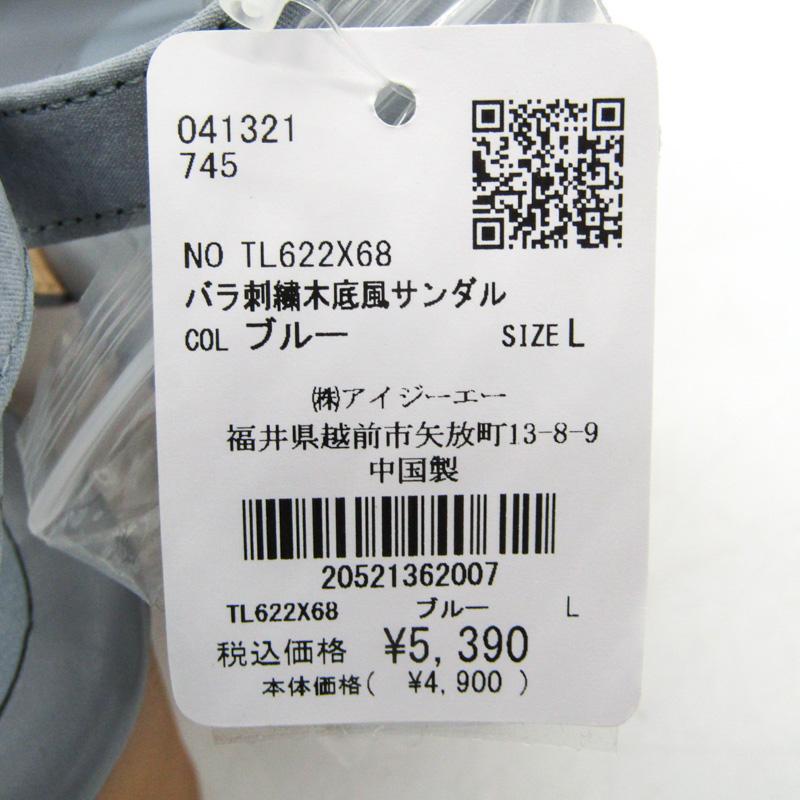 041321
745
NO TL622X68
バラ刺繍木底風サンダル
COL ブルー SIZE L
㈱アイジーエー
福井県越前市矢放町13-8-9
中国製
20521362007
TL622X68 ブルー L
税込価格 ¥5,390
本体価格( ¥4,900 )